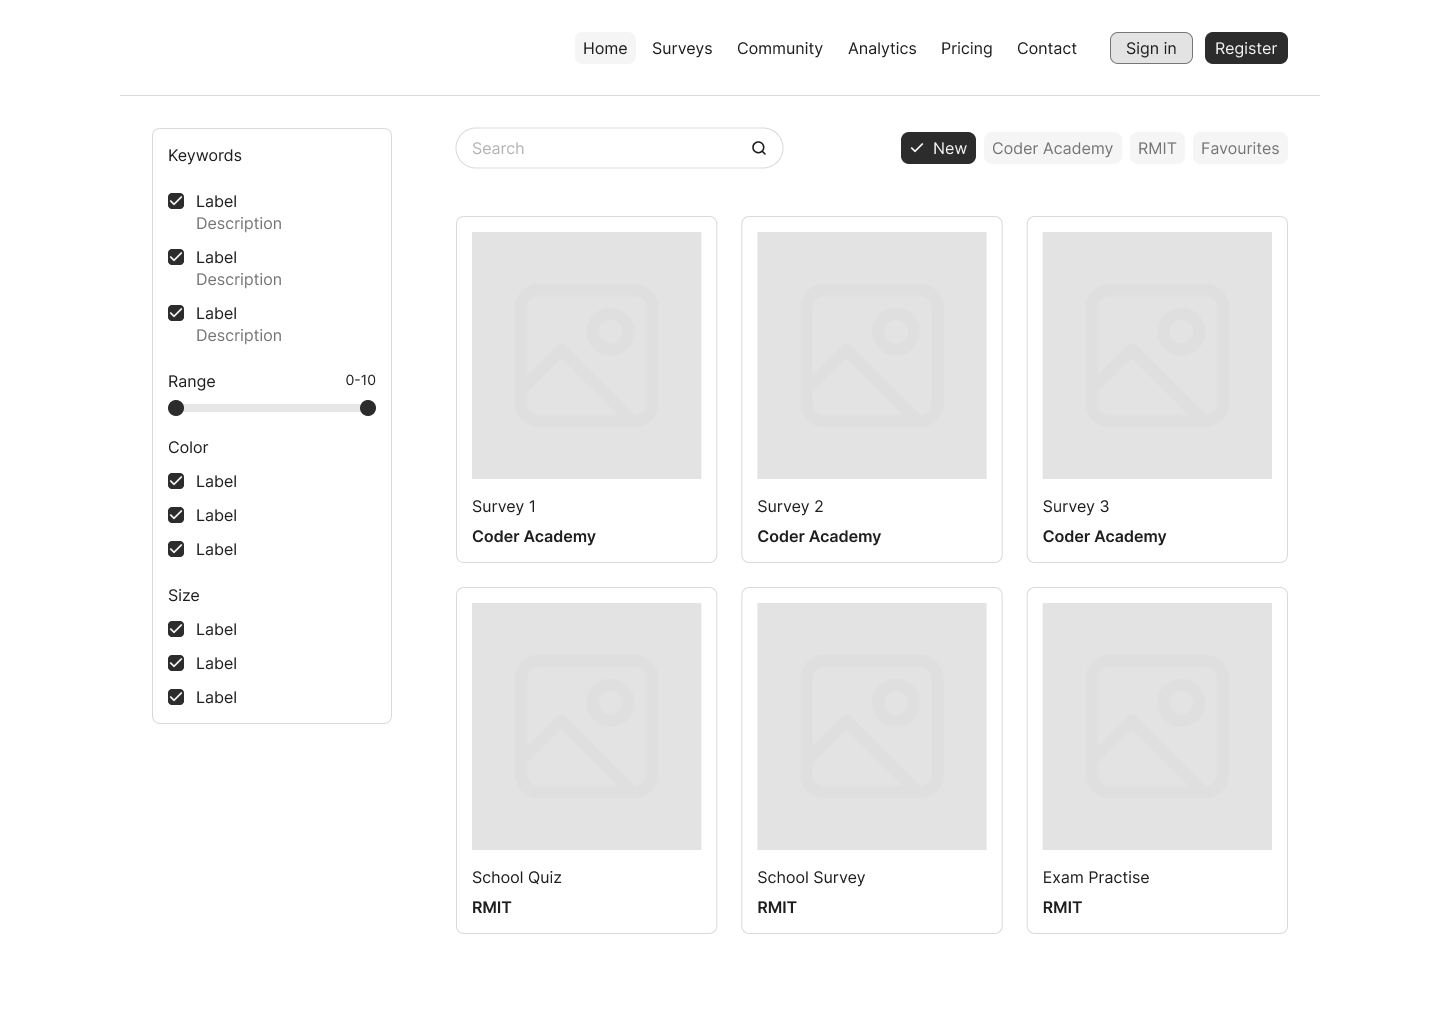 Home Surveys Community Analytics Pricing Contact Sign in Register
Keywords
Label
Description
Label
Description
Label
Description
Range 0-10
Color
Label
Label
Label
Size
Label
Label
Label
Search
New Coder Academy RMIT Favourites
Survey 1
Coder Academy
Survey 2
Coder Academy
Survey 3
Coder Academy
School Quiz
RMIT
School Survey
RMIT
Exam Practise
RMIT